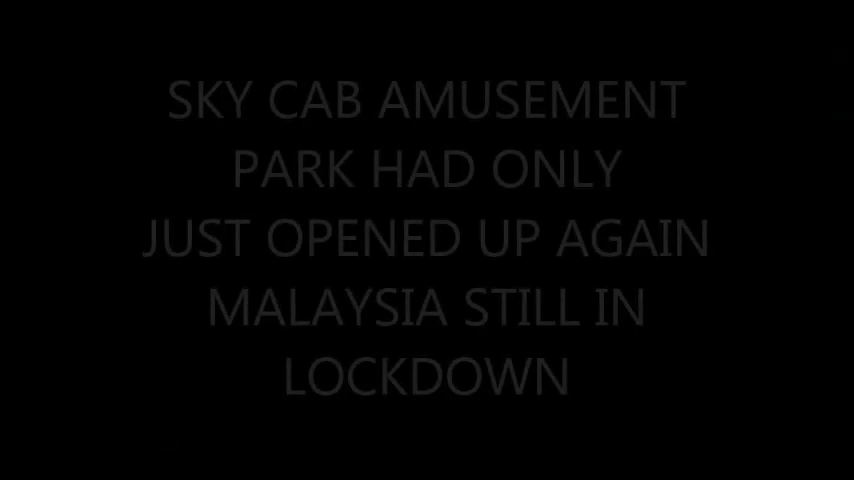 SKY CAB AMUSEMENT
PARK HAD ONLY
JUST OPENED UP AGAIN
MALAYSIA STILL IN
LOCKDOWN